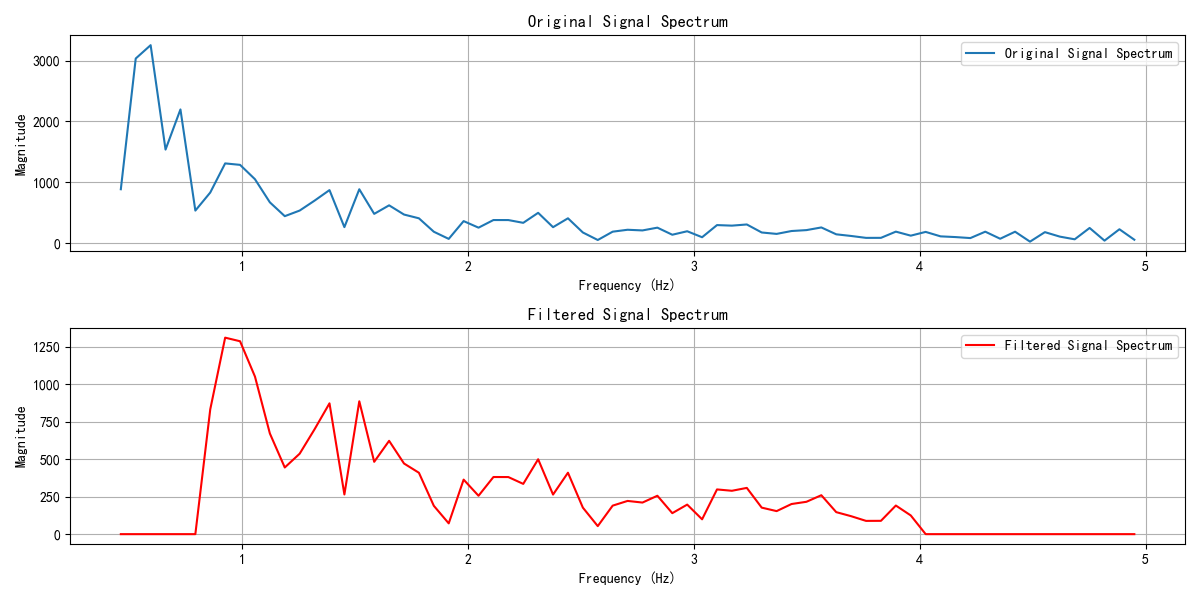 Original Signal Spectrum
Original Signal Spectrum
3000
2000
1000
0
Magnitude
1 2 3 4 5
Frequency (Hz)
Filtered Signal Spectrum
Filtered Signal Spectrum
1250
1000
750
500
250
0
Magnitude
1 2 3 4 5
Frequency (Hz)